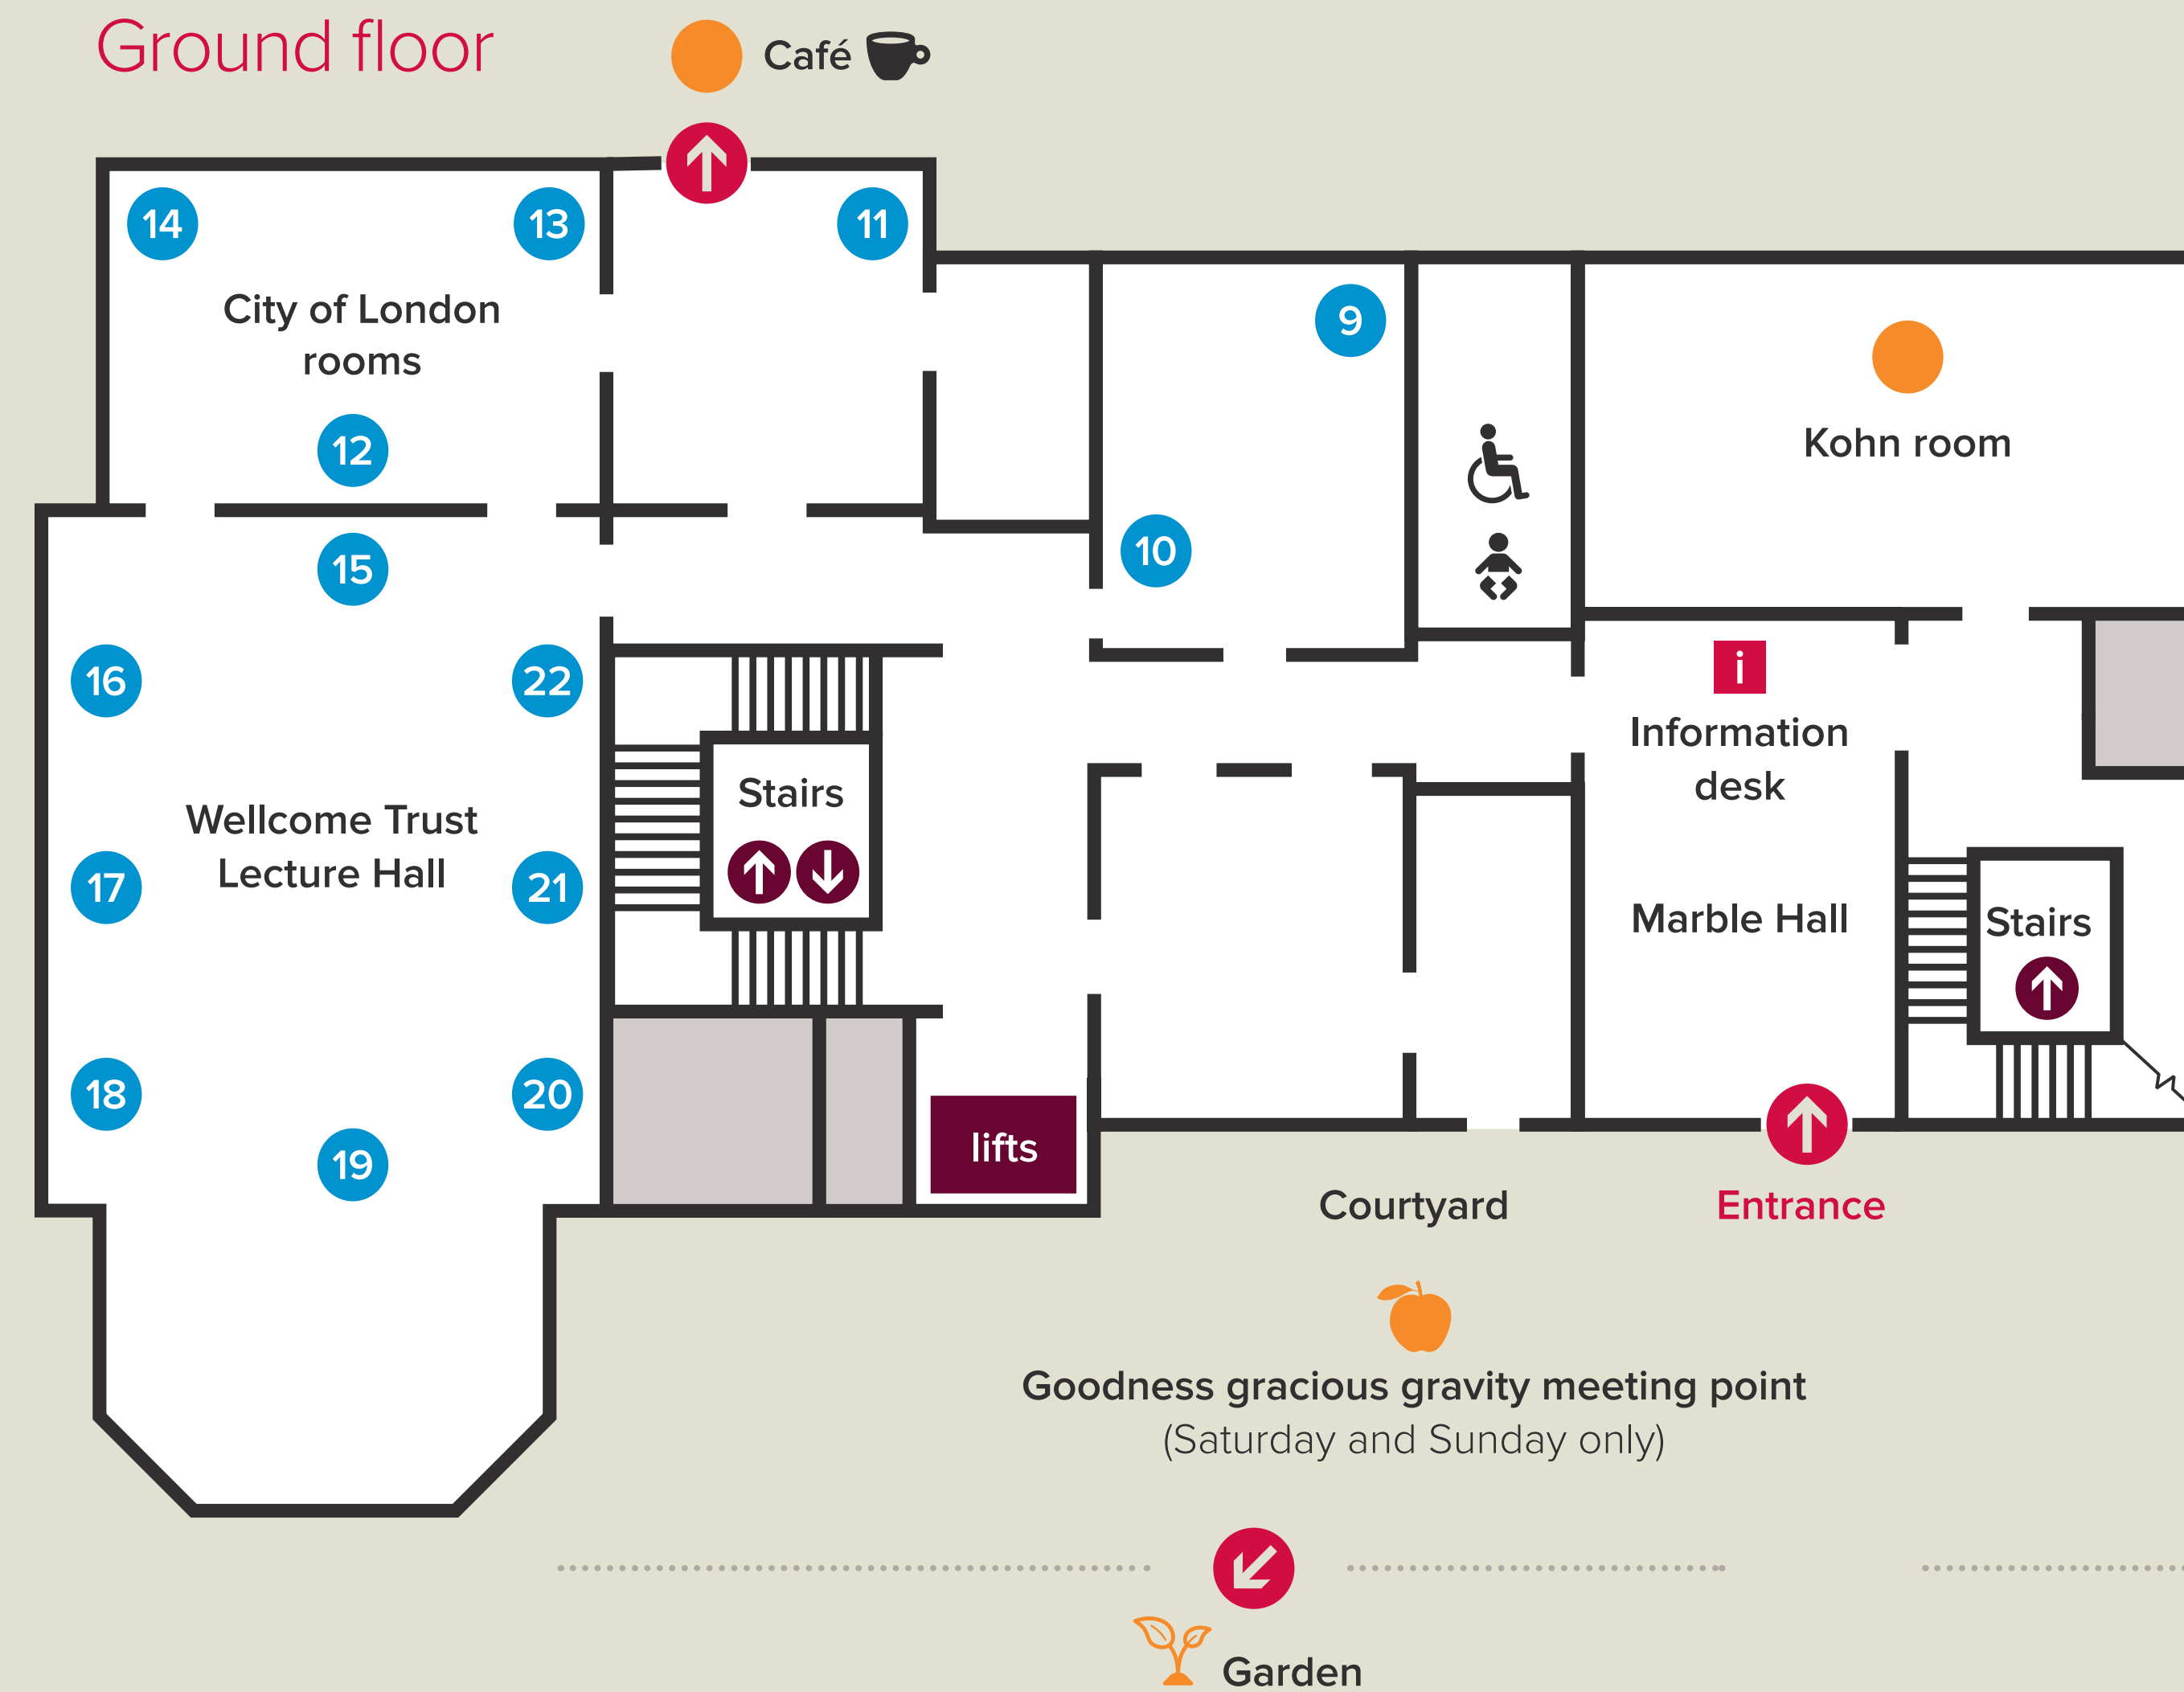 Ground floor
Café
14
13
11
City of London
rooms
9
Kohn room
12
10
15
16
22
i
Information
desk
Stairs
Wellcome Trust
Lecture Hall
17
21
Marble Hall
Stairs
18
20
lifts
19
Courtyard
Entrance
Goodness gracious gravity meeting point
(Saturday and Sunday only)
Garden